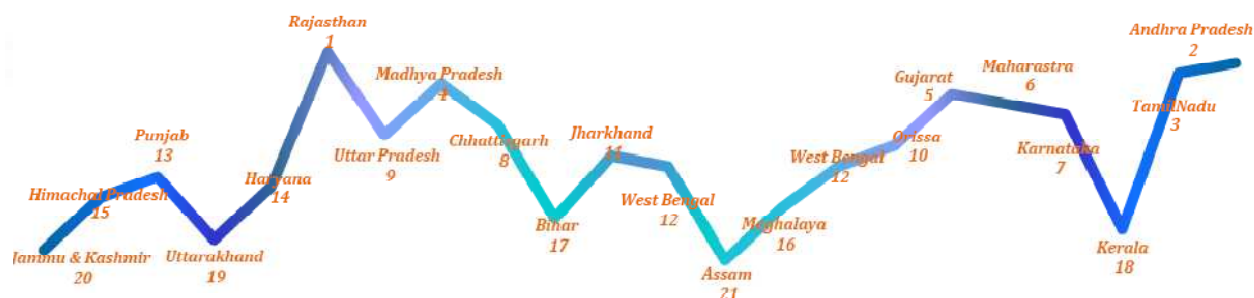 Jammu & Kashmir
20
Himachal Pradesh
15
Punjab
13
Uttarakhand
19
Haryana
14
Rajasthan
1
Uttar Pradesh
9
Madhya Pradesh
4
Chhattisgarh
8
Bihar
17
Jharkhand
11
West Bengal
12
Assam
21
Meghalaya
16
West Bengal
12
Orissa
10
Gujarat
5
Maharastra
6
Karnataka
7
Kerala
18
TamilNadu
3
Andhra Pradesh
2